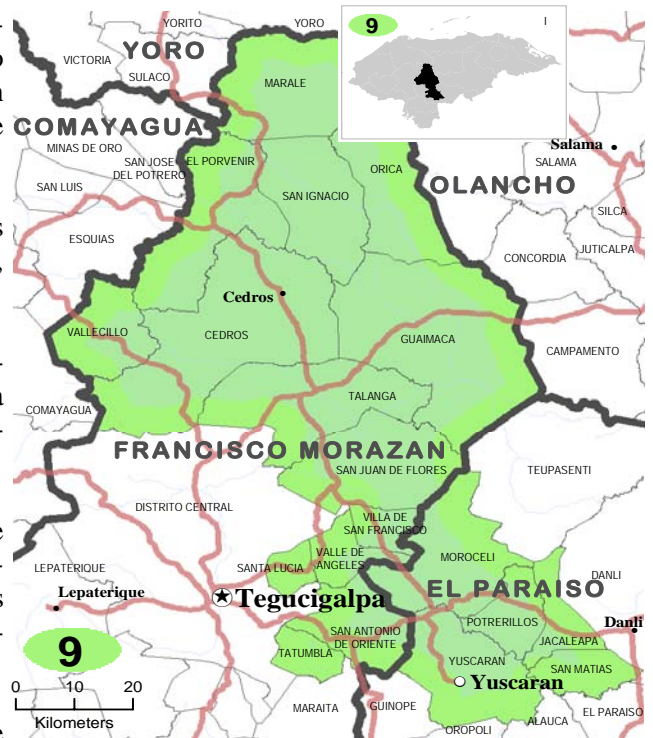 YORITO
YORO
9
I
VICTORIA
YORO
SULACO
MARALE
COMAYAGUA
MINAS DE ORO
SAN JOSE
DEL POTRERO
EL PORVENIR
ORICA
Salama
SALAMA
SAN LUIS
SAN IGNACIO
OLANCHO
SILCA
ESQUIAS
JUTICALPA
CONCORDIA
Cedros
VALLECILLO
CEDROS
GUAIMACA
CAMPAMENTO
COMAYAGUA
TALANGA
FRANCISCO MORAZAN
SAN JUAN DE FLORES
TEUPASENTI
DISTRITO CENTRAL
VILLA DE
SAN FRANCISCO
LEPATERIQUE
SANTA LUCIA
VALLE DE
ANGELES
MOROCELI
DANLI
Lepaterique
Tegucigalpa
EL PARAISO
POTRERILLOS
Danli
9
SAN ANTONIO
DE ORIENTE
JACALEAPA
TATUMBLA
YUSCARAN
SAN MATIAS
0 10 20
Kilometers
Yuscaran
MARAITA
GUINOPE
EL PARAISO
OROPOLI
ALAUCA